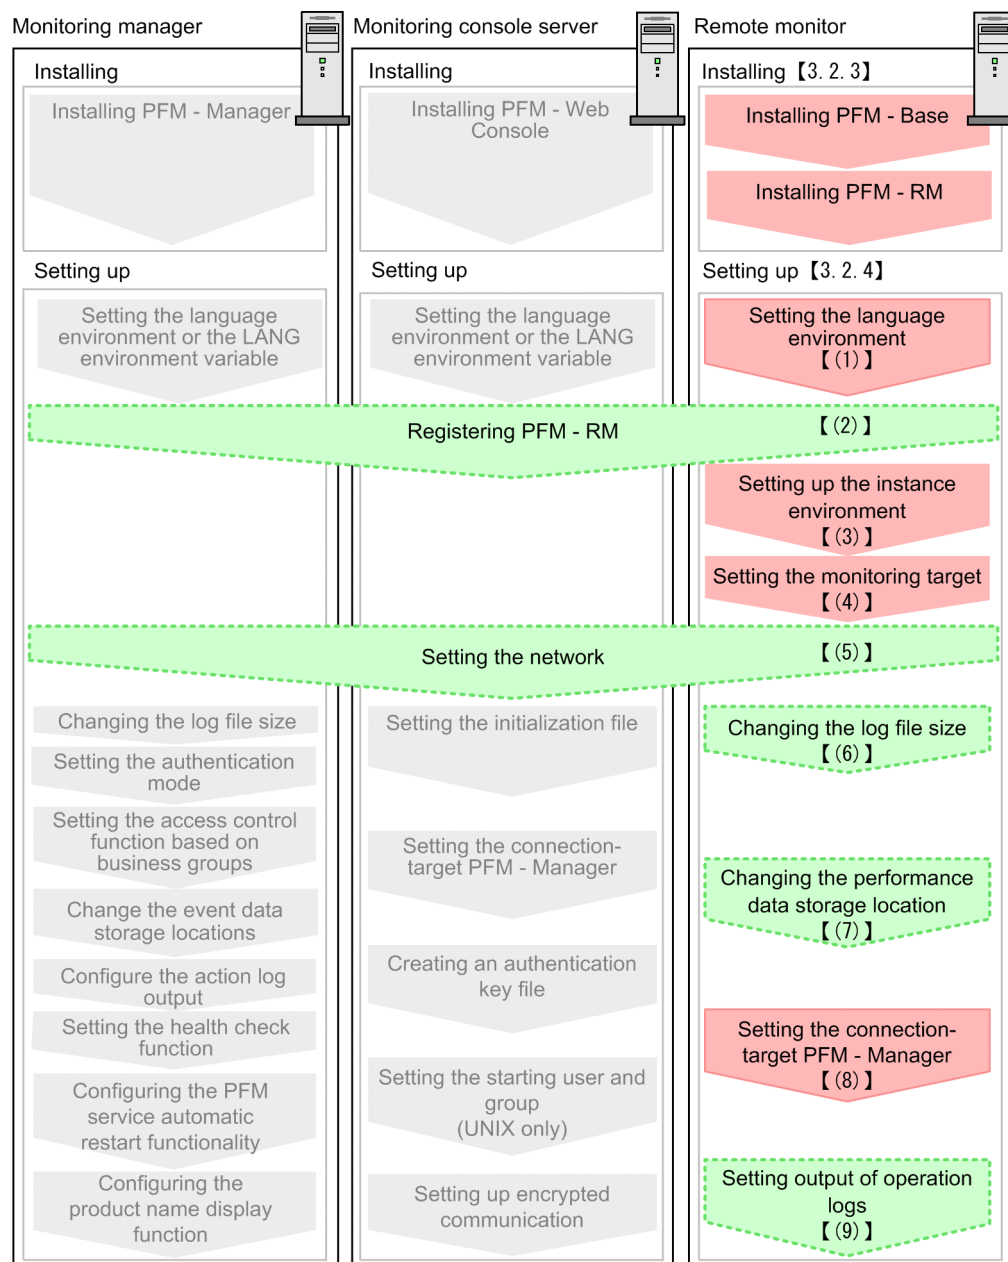 Monitoring manager
Installing
Installing PFM - Manager
Setting up
Setting the language
environment or the LANG
environment variable
Monitoring console server
Installing
Installing PFM - Web
Console
Setting up
Setting the language
environment or the LANG
environment variable
Remote monitor
Installing【3.2.3】
Installing PFM - Base
Installing PFM - RM
Setting up【3.2.4】
Setting the language
environment
【(1)】
Registering PFM - RM
【(2)】
Setting up the instance
environment
【(3)】
Setting the monitoring target
【(4)】
Setting the network
【(5)】
Changing the log file size
Setting the authentication
mode
Setting the access control
function based on
business groups
Change the event data
storage locations
Configure the action log
output
Setting the health check
function
Configuring the PFM
service automatic
restart functionality
Configuring the
product name display
function
Setting the initialization file
Setting the connection-
target PFM - Manager
Creating an authentication
key file
Setting the starting user and
group
(UNIX only)
Setting up encrypted
communication
Changing the log file size
【(6)】
Changing the performance
data storage location
【(7)】
Setting the connection-
target PFM - Manager
【(8)】
Setting output of operation
logs
【(9)】